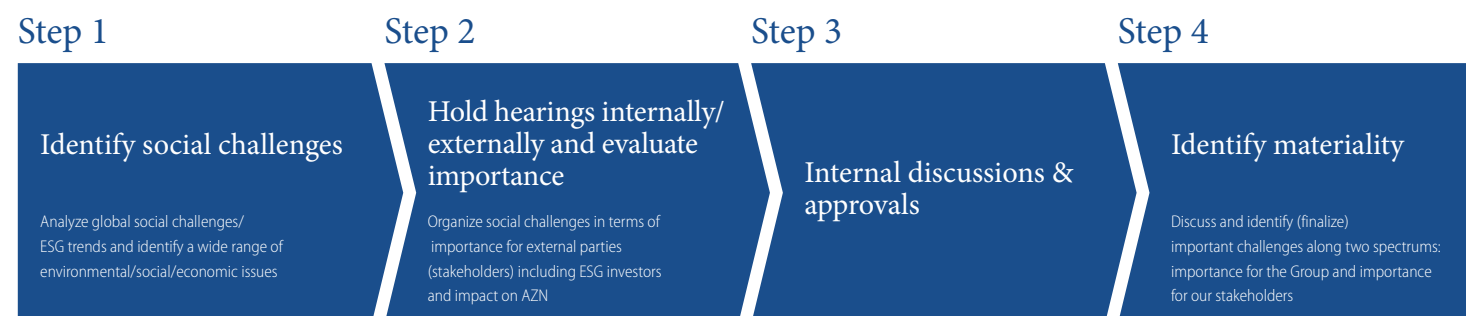 Step 1
Identify social challenges
Analyze global social challenges/
ESG trends and identify a wide range of
environmental/social/economic issues
Step 2
Hold hearings internally/
externally and evaluate
importance
Organize social challenges in terms of
importance for external parties
(stakeholders) including ESG investors
and impact on AZN
Step 3
Internal discussions &
approvals
Step 4
Identify materiality
Discuss and identify (finalize)
important challenges along two spectrums:
importance for the Group and importance
for our stakeholders